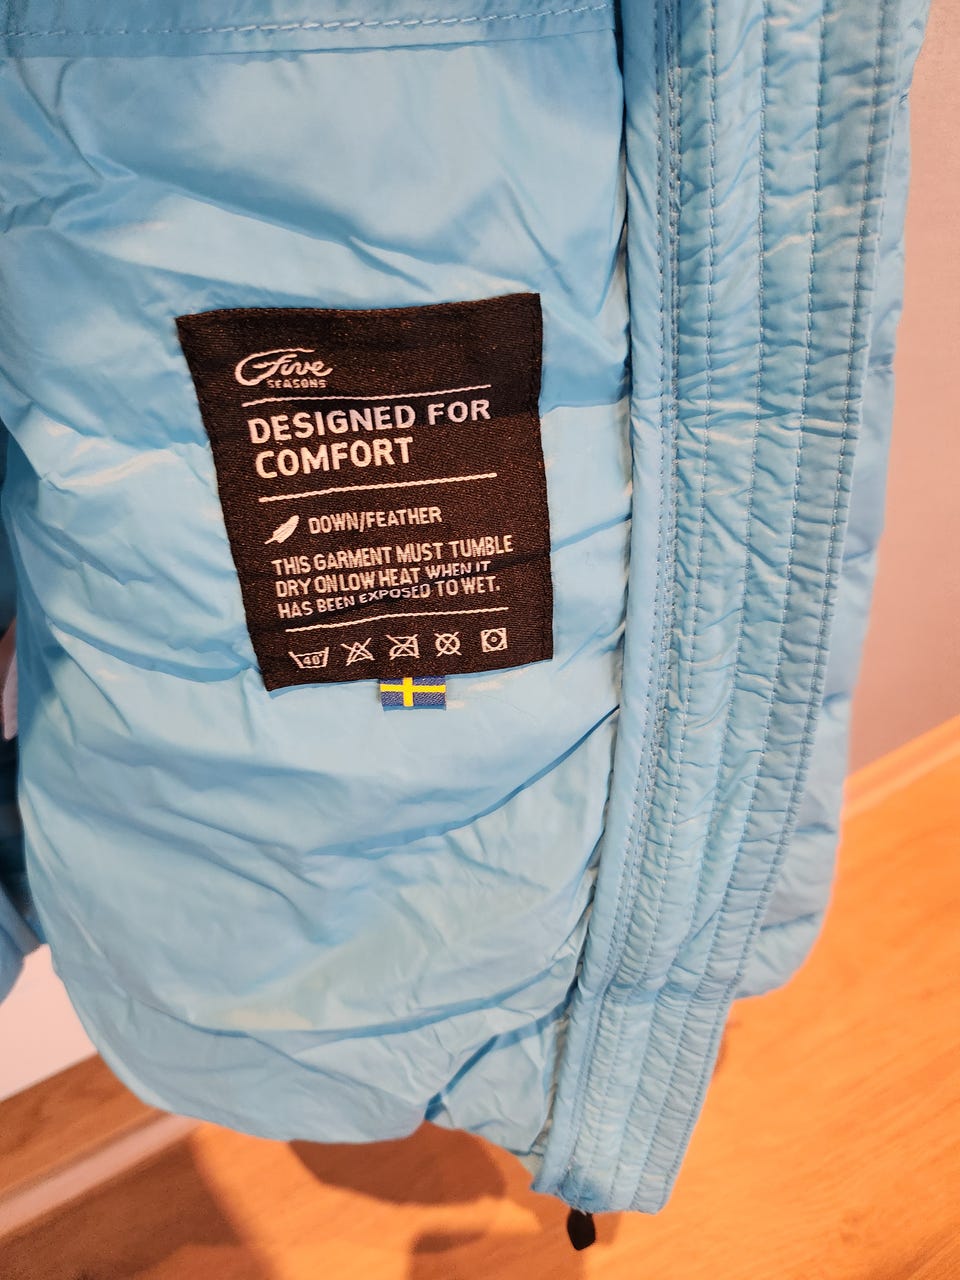 Five
SEASONS
DESIGNED FOR
COMFORT
DOWN/FEATHER
THIS GARMENT MUST TUMBLE
DRY ON LOW HEAT WHEN IT
HAS BEEN EXPOSED TO WET.
40°